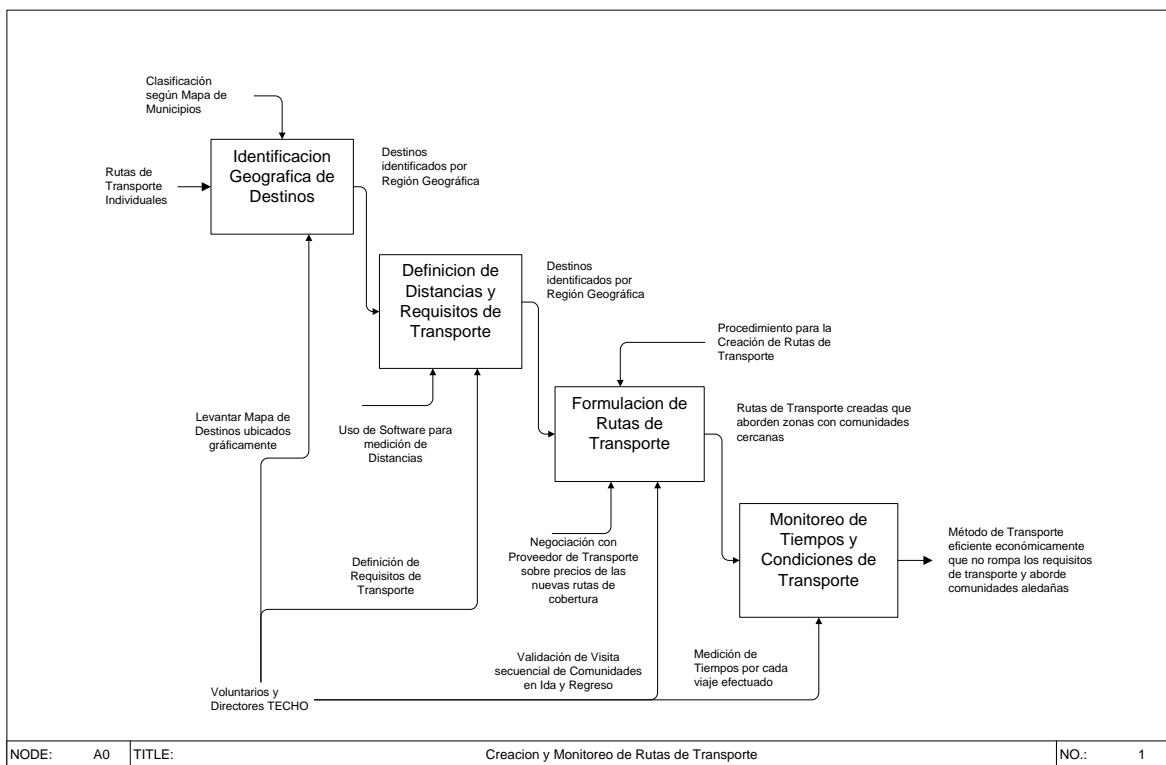 Clasificación
según Mapa de
Municipios
Identificacion
Geografica de
Destinos
Destinos
identificados por
Región Geográfica
Rutas de
Transporte
Individuales
Definicion de
Distancias y
Requisitos de
Transporte
Destinos
identificados por
Región Geográfica
Procedimiento para la
Creación de Rutas de
Transporte
Levantar Mapa de
Destinos ubicados
gráficamente
Uso de Software para
medición de
Distancias
Formulacion de
Rutas de
Transporte
Rutas de Transporte creadas que
aborden zonas con comunidades
cercanas
Monitoreo de
Tiempos y
Condiciones de
Transporte
Método de Transporte
eficiente económicamente
que no rompa los requisitos
de transporte y aborde
comunidades aledañas
Negociación con
Proveedor de Transporte
sobre precios de las
nuevas rutas de
cobertura
Definición de
Requisitos de
Transporte
Validación de Visita
secuencial de Comunidades
en Ida y Regreso
Medición de
Tiempos por cada
viaje efectuado
Voluntarios y
Directores TECHO
NODE: A0 TITLE: Creacion y Monitoreo de Rutas de Transporte NO.: 1